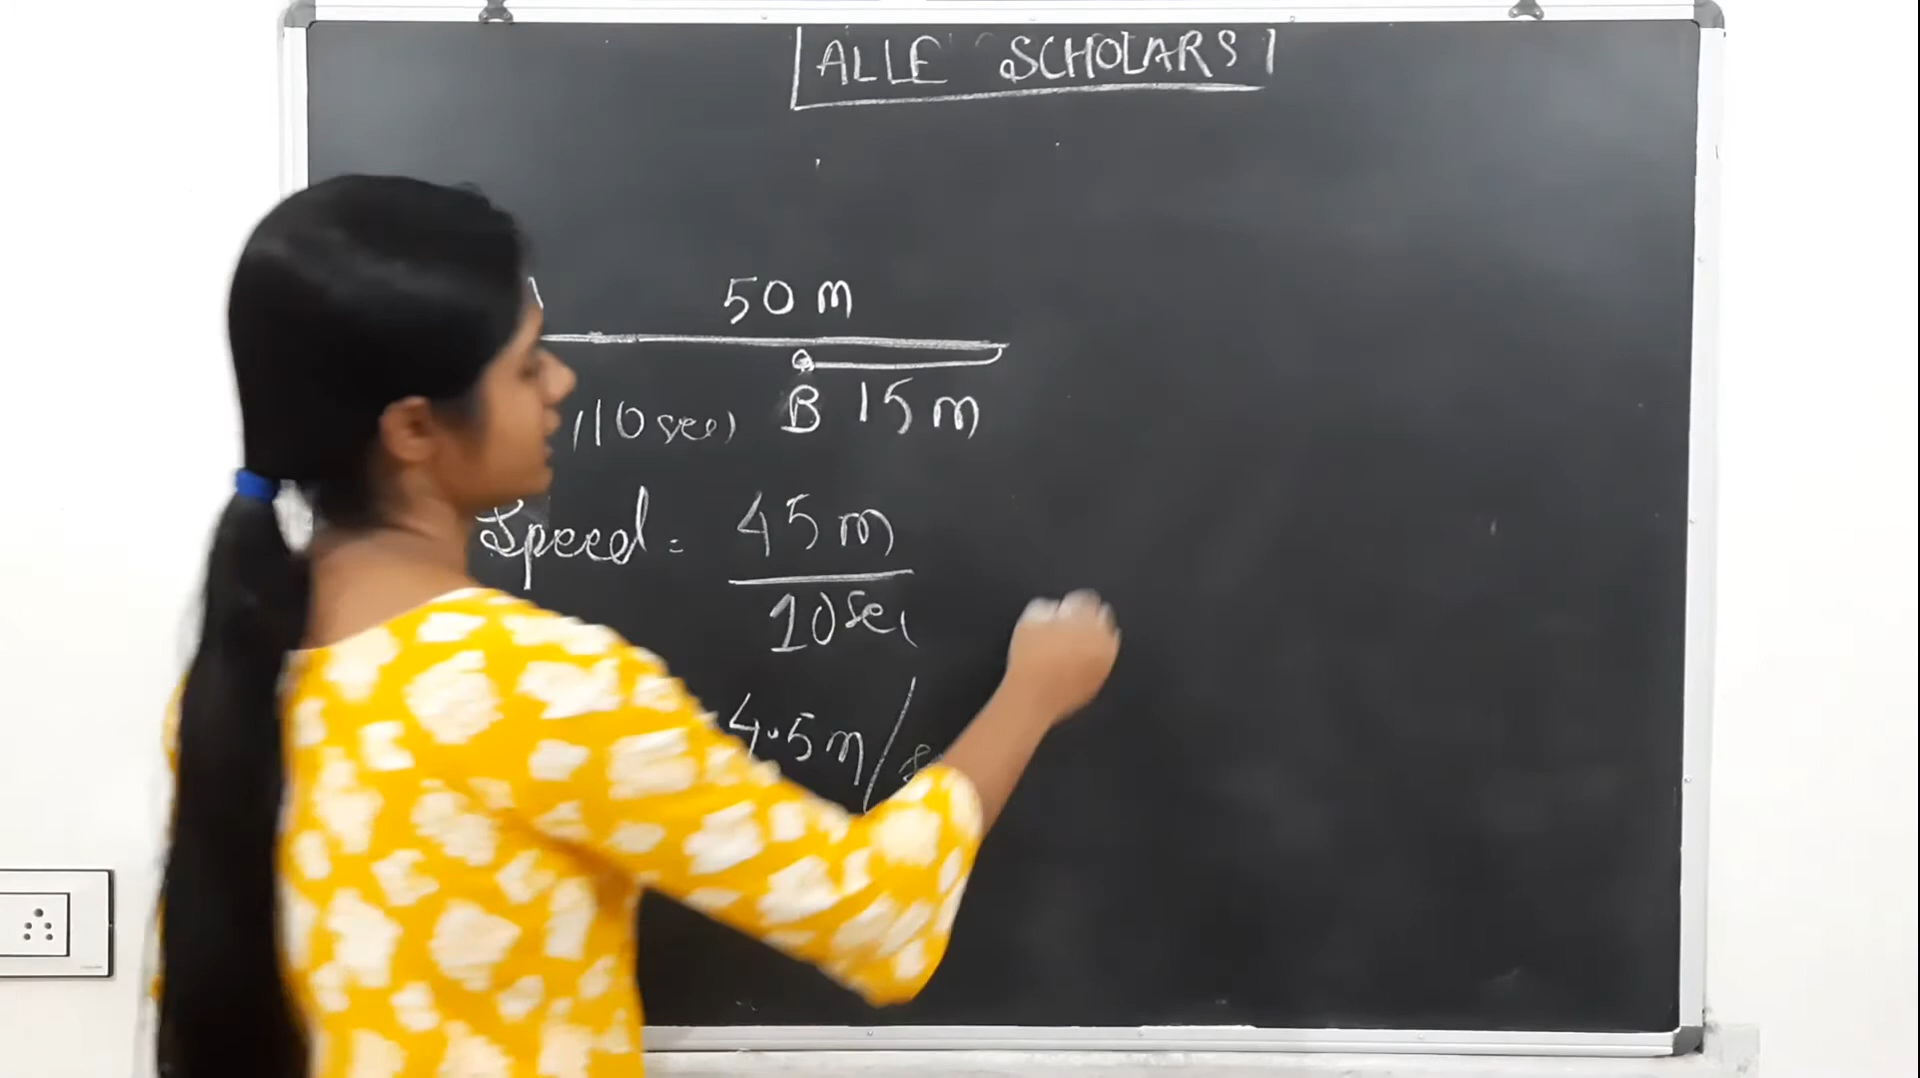 ALLE SCHOLARS
50 m
(10 sec) B 15 m
Speed = 45 m
10 sec
4.5 m/